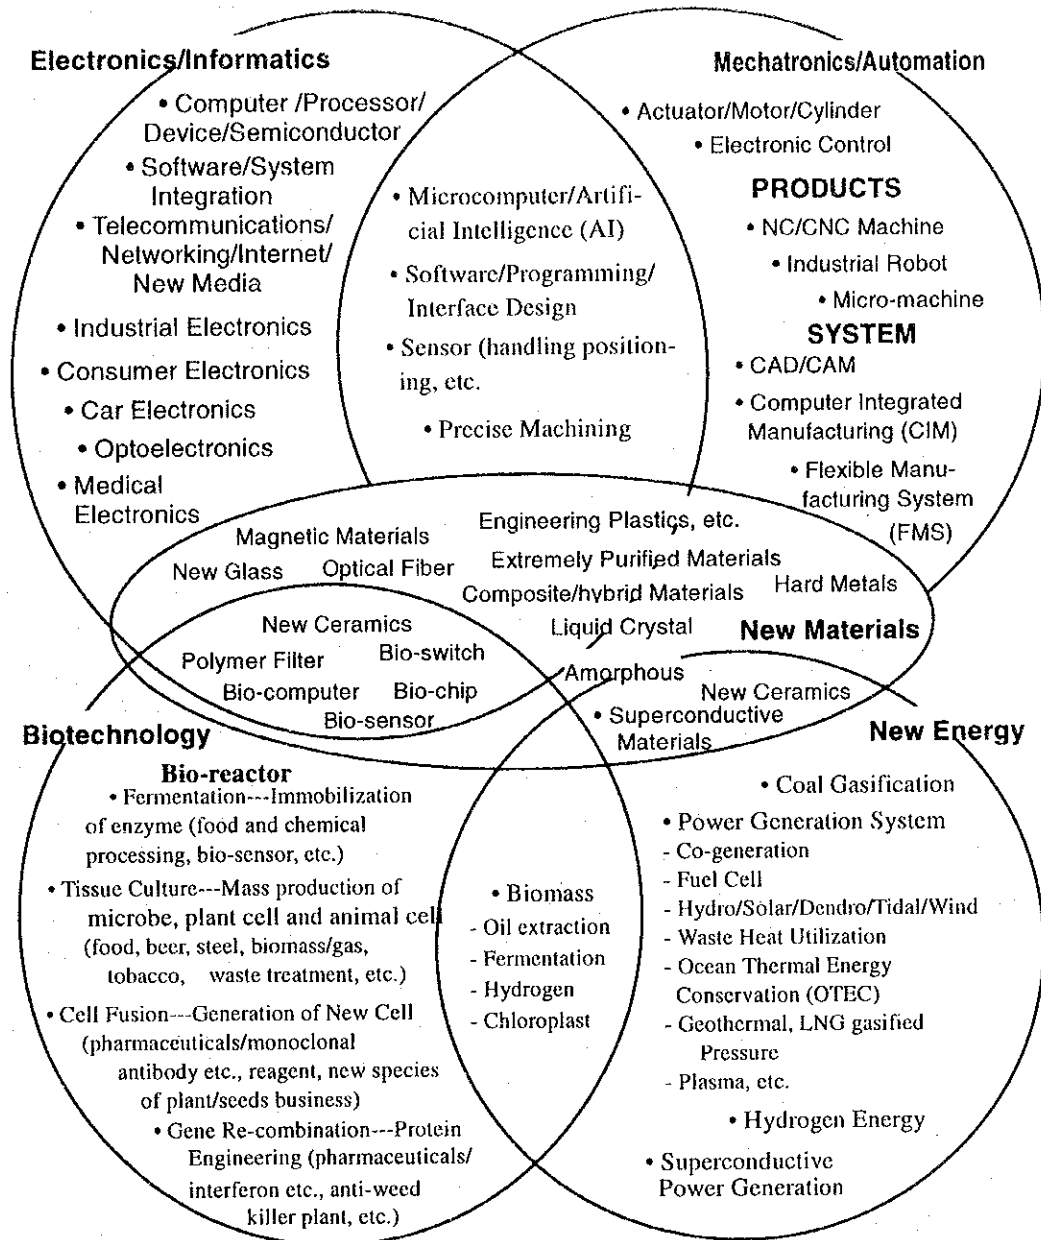 Electronics/Informatics
• Computer /Processor/
Device/Semiconductor
• Software/System
Integration
• Telecommunications/
Networking/Internet/
New Media
• Industrial Electronics
• Consumer Electronics
• Car Electronics
• Optoelectronics
• Medical
Electronics
• Microcomputer/Artifi-
cial Intelligence (AI)
• Software/Programming/
Interface Design
• Sensor (handling position-
ing, etc.
• Precise Machining
Mechatronics/Automation
• Actuator/Motor/Cylinder
• Electronic Control
PRODUCTS
• NC/CNC Machine
• Industrial Robot
• Micro-machine
SYSTEM
• CAD/CAM
• Computer Integrated
Manufacturing (CIM)
• Flexible Manu-
facturing System
(FMS)
Magnetic Materials
New Glass
Optical Fiber
Engineering Plastics, etc.
Extremely Purified Materials
Composite/hybrid Materials
Hard Metals
Liquid Crystal
New Materials
New Ceramics
Polymer Filter
Bio-switch
Bio-computer
Bio-chip
Bio-sensor
Amorphous
New Ceramics
• Superconductive
Materials
Biotechnology
Bio-reactor
• Fermentation---Immobilization
of enzyme (food and chemical
processing, bio-sensor, etc.)
• Tissue Culture---Mass production of
microbe, plant cell and animal cell
(food, beer, steel, biomass/gas,
tobacco, waste treatment, etc.)
• Cell Fusion---Generation of New Cell
(pharmaceuticals/monoclonal
antibody etc., reagent, new species
of plant/seeds business)
• Gene Re-combination---Protein
Engineering (pharmaceuticals/
interferon etc., anti-weed
killer plant, etc.)
• Biomass
- Oil extraction
- Fermentation
- Hydrogen
- Chloroplast
New Energy
• Coal Gasification
• Power Generation System
- Co-generation
- Fuel Cell
- Hydro/Solar/Dendro/Tidal/Wind
- Waste Heat Utilization
- Ocean Thermal Energy
Conservation (OTEC)
- Geothermal, LNG gasified
Pressure
- Plasma, etc.
• Hydrogen Energy
• Superconductive
Power Generation